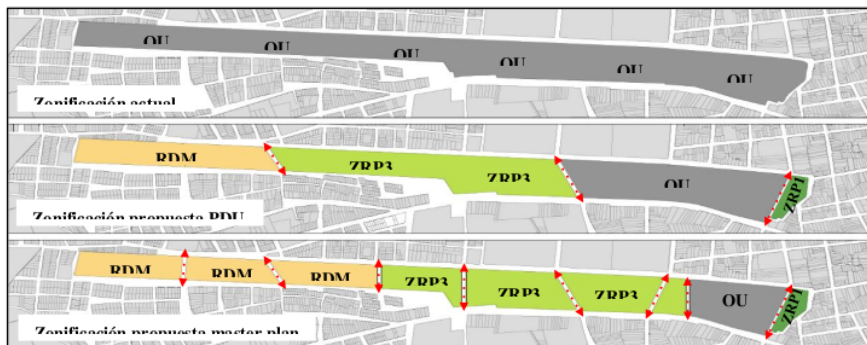 OU OU OU OU OU OU
Zonificación actual
RDM ZRP3 ZRP3 OU ZRP1
Zonificación propuesta PDU
RDM RDM RDM ZRP3 ZRP3 ZRP3 OU ZRP1
Zonificación propuesta master plan